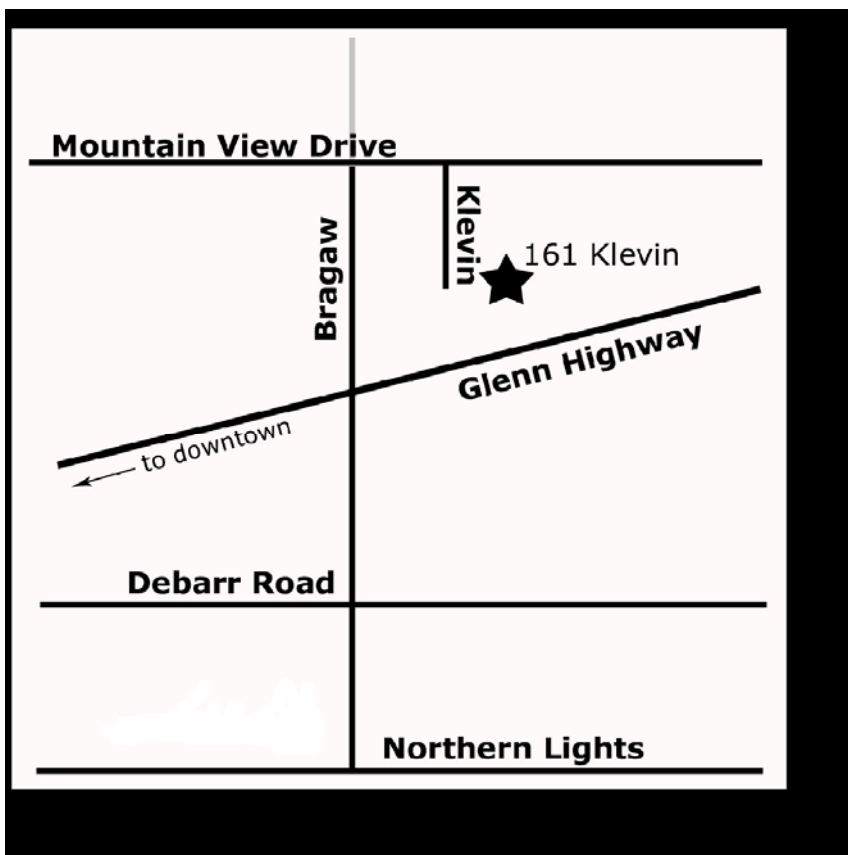 Mountain View Drive
Klevin
Bragaw
161 Klevin
Glenn Highway
to downtown
Debarr Road
Northern Lights